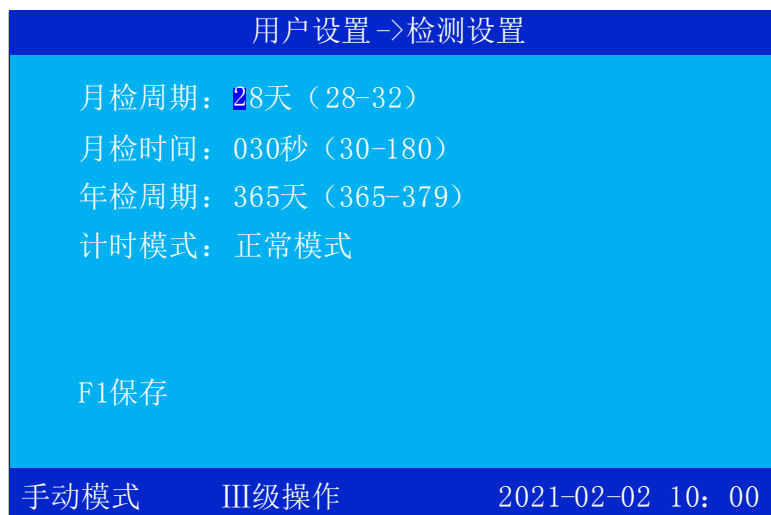 用户设置->检测设置
月检周期：28天（28-32）
月检时间：030秒（30-180）
年检周期：365天（365-379）
计时模式：正常模式
F1保存
手动模式 Ⅲ级操作 2021-02-02 10：00